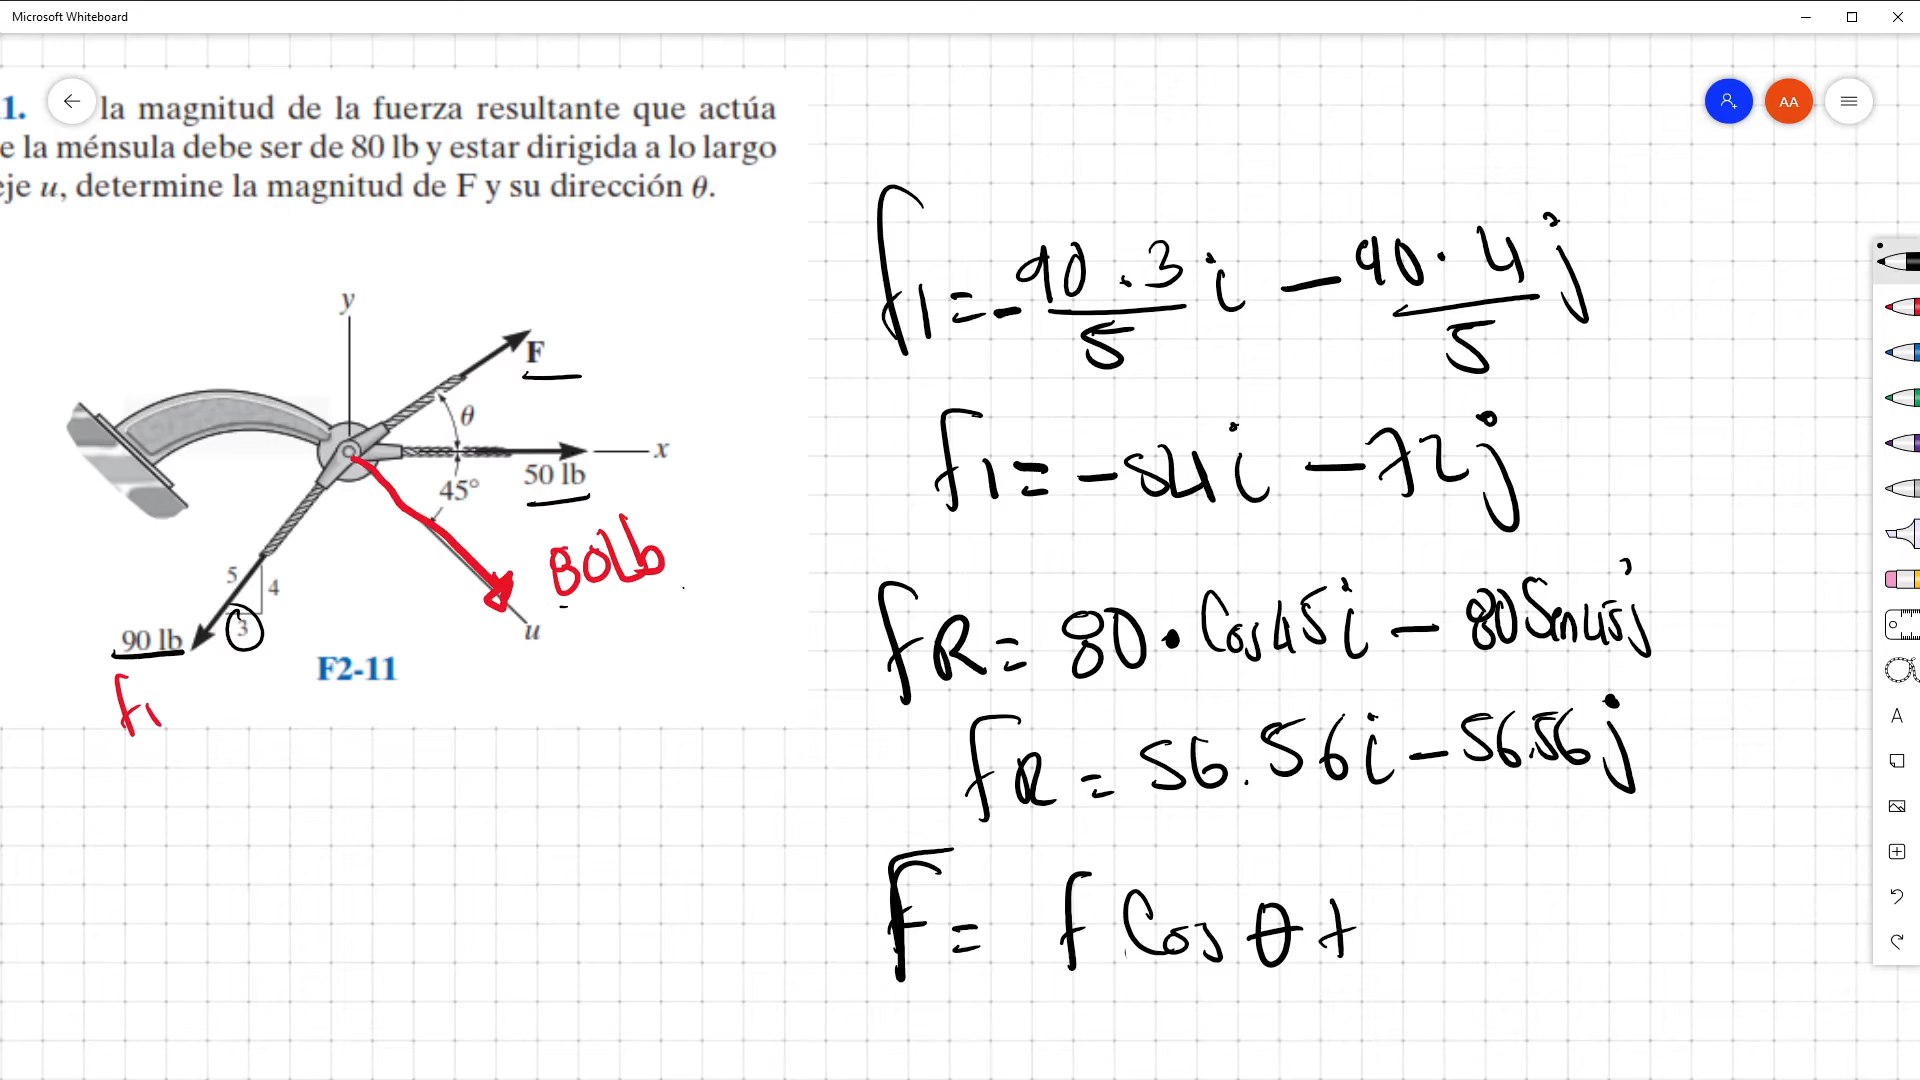 Microsoft Whiteboard
1. la magnitud de la fuerza resultante que actúa
e la ménsula debe ser de 80 lb y estar dirigida a lo largo
eje u, determine la magnitud de F y su dirección θ.
AA
y
F
θ
x
50 lb
45°
80lb
5
4
3
90 lb
u
F2-11
f1
f1 = - 90 . 3 / 5 i - 90 . 4 / 5 j
f1 = - 54 i - 72 j
fR = 80 . Cos 45 i - 80 Sen 45 j
fR = 56.56 i - 56.56 j
F = f Cos θ +
A